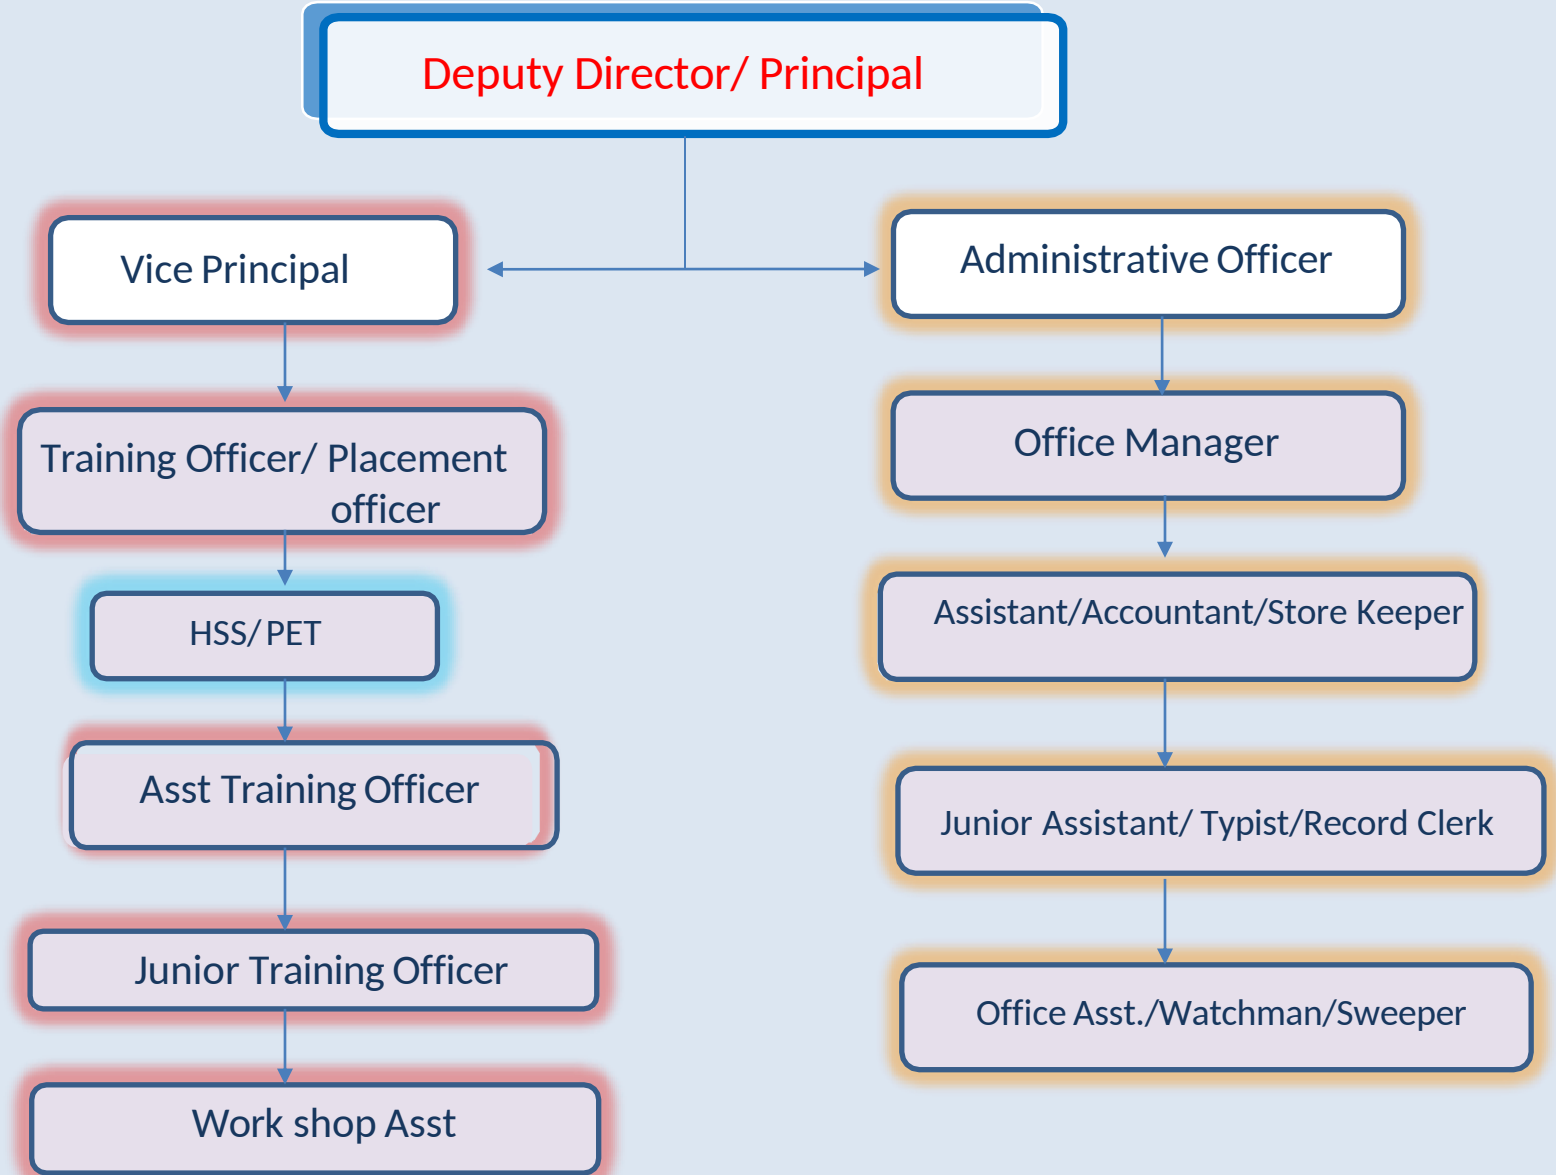 Deputy Director/ Principal
Vice Principal
Administrative Officer
Training Officer/ Placement
officer
Office Manager
HSS/ PET
Assistant/Accountant/Store Keeper
Asst Training Officer
Junior Assistant/ Typist/Record Clerk
Junior Training Officer
Office Asst./Watchman/Sweeper
Work shop Asst